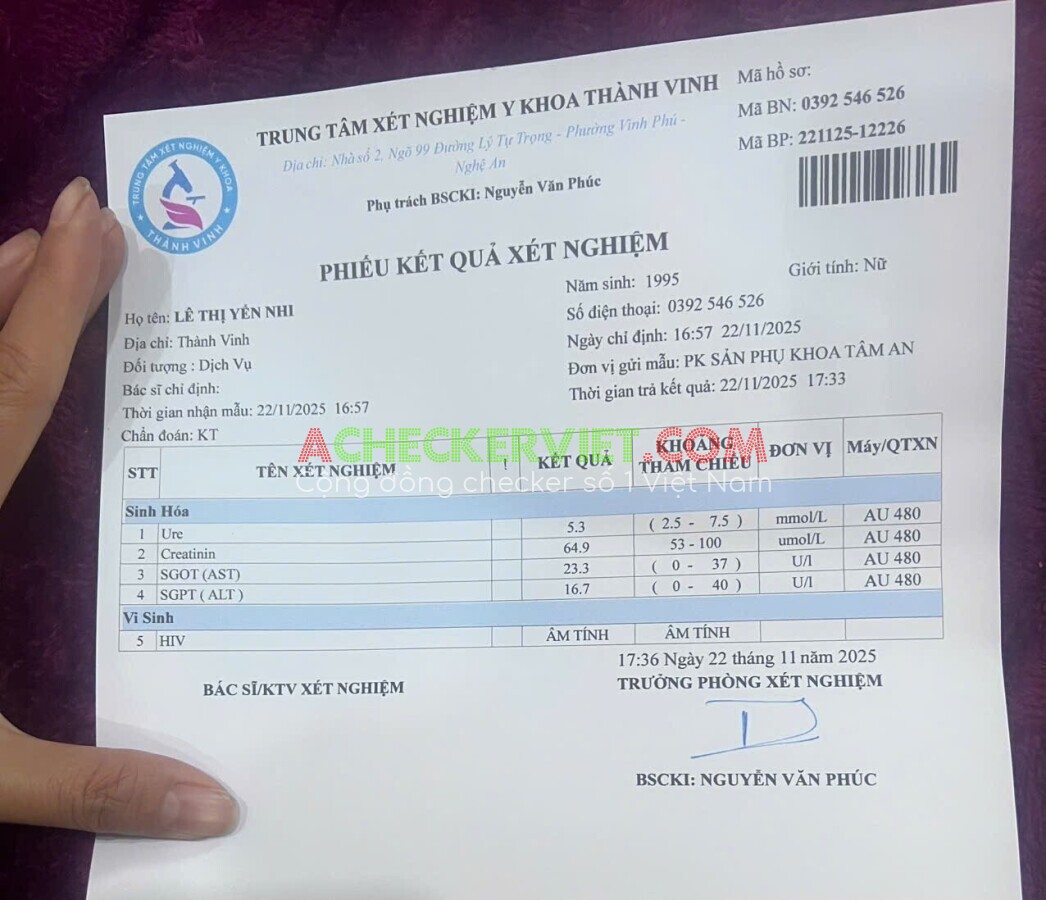 TRUNG TÂM XÉT NGHIỆM Y KHOA THÀNH VINH
Địa chỉ: Nhà số 2, Ngõ 99 Đường Lý Tự Trọng - Phường Vinh Phú -
Nghệ An
Phụ trách BSCKI: Nguyễn Văn Phúc
Mã hồ sơ:
Mã BN: 0392 546 526
Mã BP: 221125-12226
TRUNG TÂM XÉT NGHIỆM Y KHOA
THÀNH VINH
PHIẾU KẾT QUẢ XÉT NGHIỆM
Họ tên: LÊ THỊ YẾN NHI
Năm sinh: 1995 Giới tính: Nữ
Địa chỉ: Thành Vinh
Số điện thoại: 0392 546 526
Đối tượng : Dịch Vụ
Ngày chỉ định: 16:57 22/11/2025
Bác sĩ chỉ định:
Đơn vị gửi mẫu: PK SẢN PHỤ KHOA TÂM AN
Thời gian nhận mẫu: 22/11/2025 16:57
Thời gian trả kết quả: 22/11/2025 17:33
Chẩn đoán: KT
ACHECKERVIET.COM
Cộng đồng checker số 1 Việt Nam
STT TÊN XÉT NGHIỆM ! KẾT QUẢ KHOẢNG THAM CHIẾU ĐƠN VỊ Máy/QTXN
Sinh Hóa
1 Ure 5.3 ( 2.5 - 7.5 ) mmol/L AU 480
2 Creatinin 64.9 53 - 100 umol/L AU 480
3 SGOT (AST) 23.3 ( 0 - 37 ) U/l AU 480
4 SGPT ( ALT ) 16.7 ( 0 - 40 ) U/l AU 480
Vi Sinh
5 HIV ÂM TÍNH ÂM TÍNH
17:36 Ngày 22 tháng 11 năm 2025
BÁC SĨ/KTV XÉT NGHIỆM
TRƯỞNG PHÒNG XÉT NGHIỆM
BSCKI: NGUYỄN VĂN PHÚC